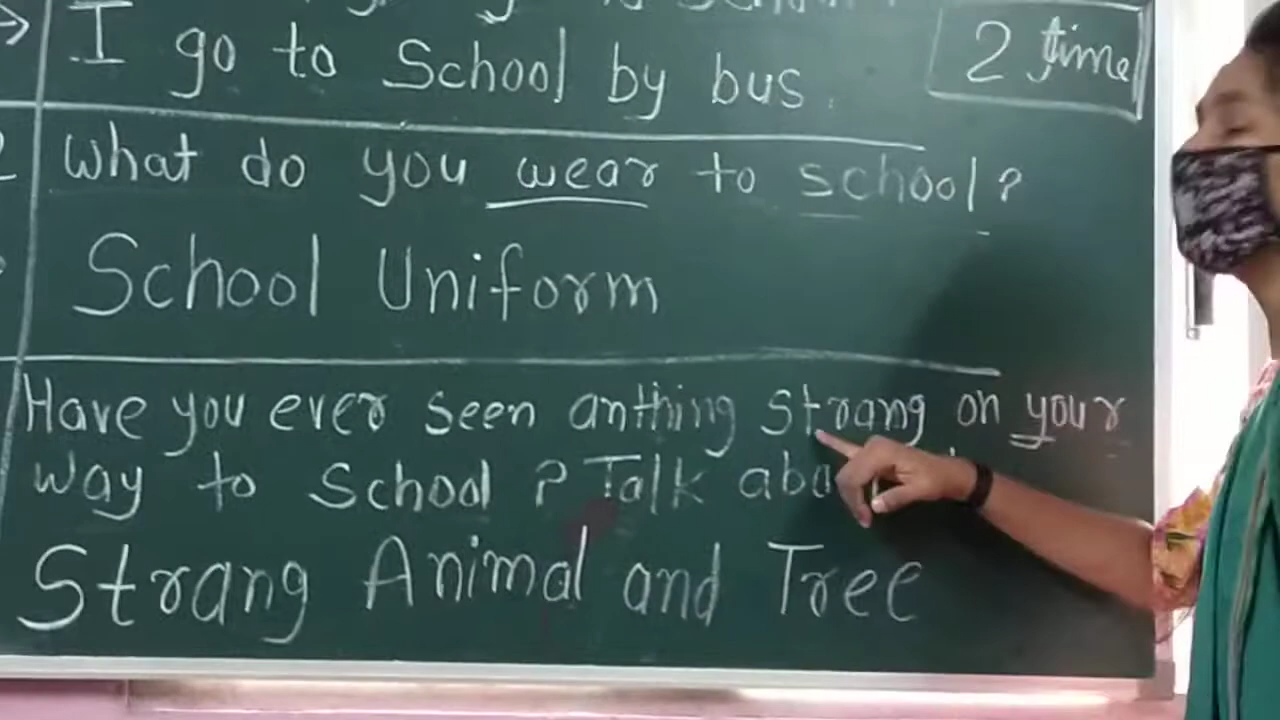 I go to School by bus.
2 time
What do you wear to school?
School Uniform
Have you ever seen anthing strang on your
way to School? Talk
Strang Animal and Tree